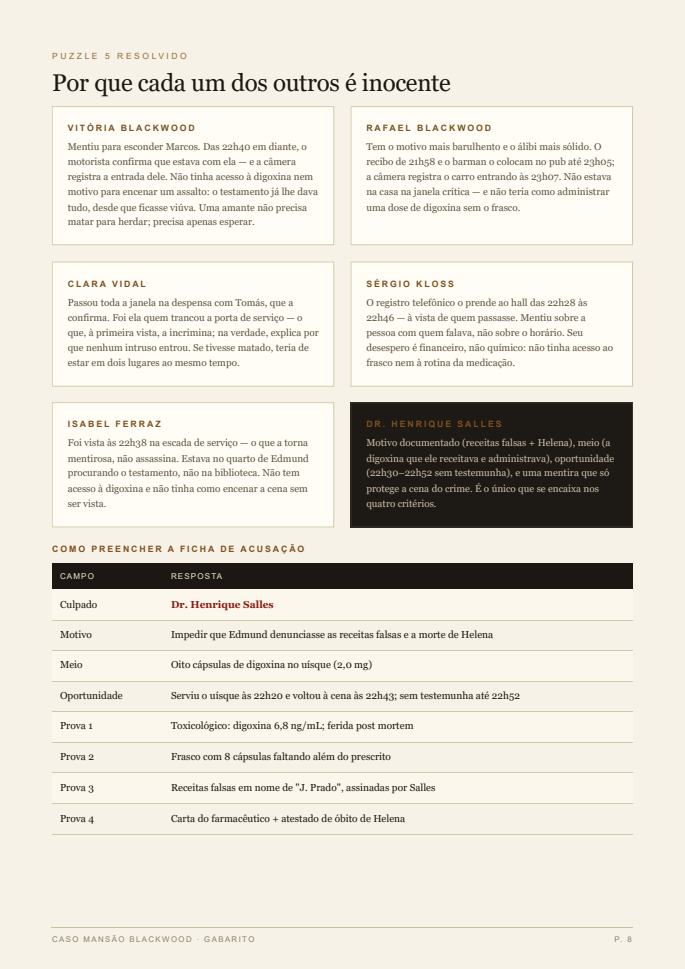 PUZZLE 5 RESOLVIDO
Por que cada um dos outros é inocente
VITÓRIA BLACKWOOD
Mentiu para esconder Marcos. Das 22h40 em diante, o
motorista confirma que estava com ela — e a câmera
registra a entrada dele. Não tinha acesso à digoxina nem
motivo para encenar um assalto: o testamento já lhe dava
tudo, desde que ficasse viúva. Uma amante não precisa
matar para herdar; precisa apenas esperar.
RAFAEL BLACKWOOD
Tem o motivo mais barulhento e o álibi mais sólido. O
recibo de 21h58 e o barman o colocam no pub até 23h05;
a câmera registra o carro entrando às 23h07. Não estava
na casa na janela crítica — e não teria como administrar
uma dose de digoxina sem o frasco.
CLARA VIDAL
Passou toda a janela na despensa com Tomás, que a
confirma. Foi ela quem trancou a porta de serviço — o
que, à primeira vista, a incrimina; na verdade, explica por
que nenhum intruso entrou. Se tivesse matado, teria de
estar em dois lugares ao mesmo tempo.
SÉRGIO KLOSS
O registro telefônico o prende ao hall das 22h28 às
22h46 — à vista de quem passasse. Mentiu sobre a
pessoa com quem falava, não sobre o horário. Seu
desespero é financeiro, não químico: não tinha acesso ao
frasco nem à rotina da medicação.
ISABEL FERRAZ
Foi vista às 22h38 na escada de serviço — o que a torna
mentirosa, não assassina. Estava no quarto de Edmund
procurando o testamento, não na biblioteca. Não tem
acesso à digoxina e não tinha como encenar a cena sem
ser vista.
DR. HENRIQUE SALLES
Motivo documentado (receitas falsas + Helena), meio (a
digoxina que ele receitava e administrava), oportunidade
(22h30–22h52 sem testemunha), e uma mentira que só
protege a cena do crime. É o único que se encaixa nos
quatro critérios.
COMO PREENCHER A FICHA DE ACUSAÇÃO
CAMPO RESPOSTA
Culpado Dr. Henrique Salles
Motivo Impedir que Edmund denunciasse as receitas falsas e a morte de Helena
Meio Oito cápsulas de digoxina no uísque (2,0 mg)
Oportunidade Serviu o uísque às 22h20 e voltou à cena às 22h43; sem testemunha até 22h52
Prova 1 Toxicológico: digoxina 6,8 ng/mL; ferida post mortem
Prova 2 Frasco com 8 cápsulas faltando além do prescrito
Prova 3 Receitas falsas em nome de "J. Prado", assinadas por Salles
Prova 4 Carta do farmacêutico + atestado de óbito de Helena
CASO MANSÃO BLACKWOOD · GABARITO P. 8